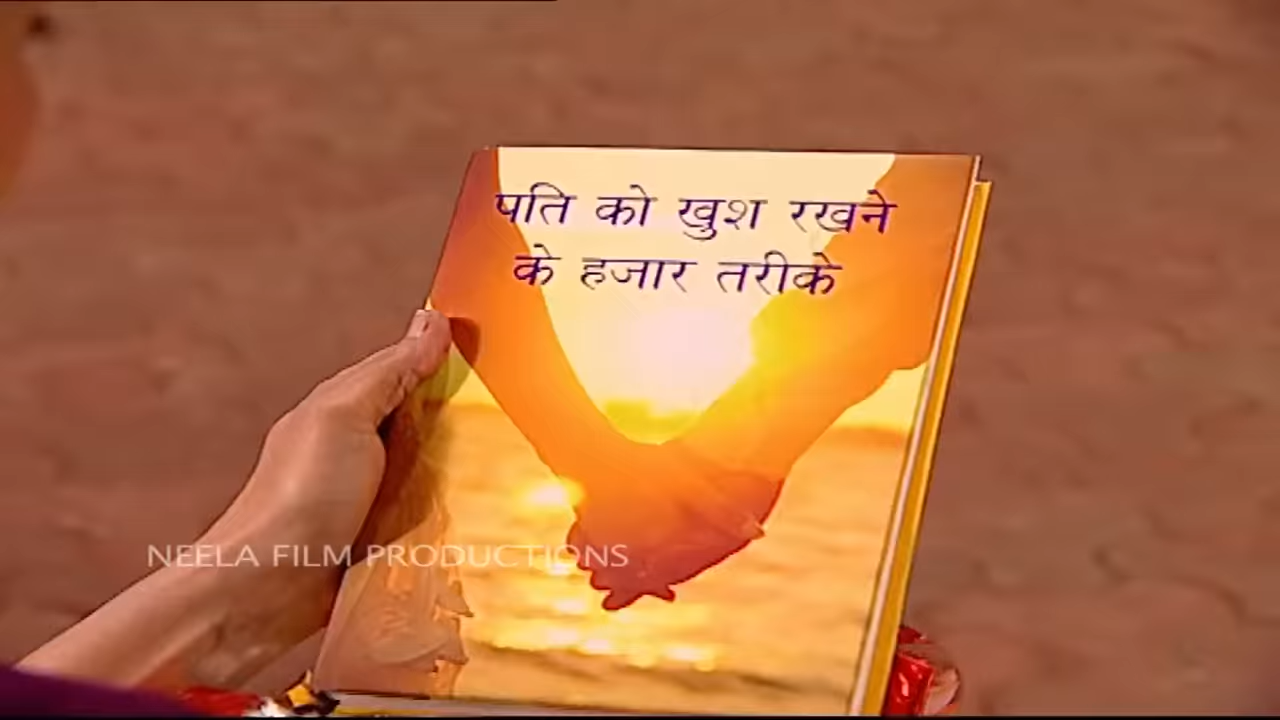 पति को खुश रखने
के हजार तरीके
NEELA FILM PRODUCTIONS